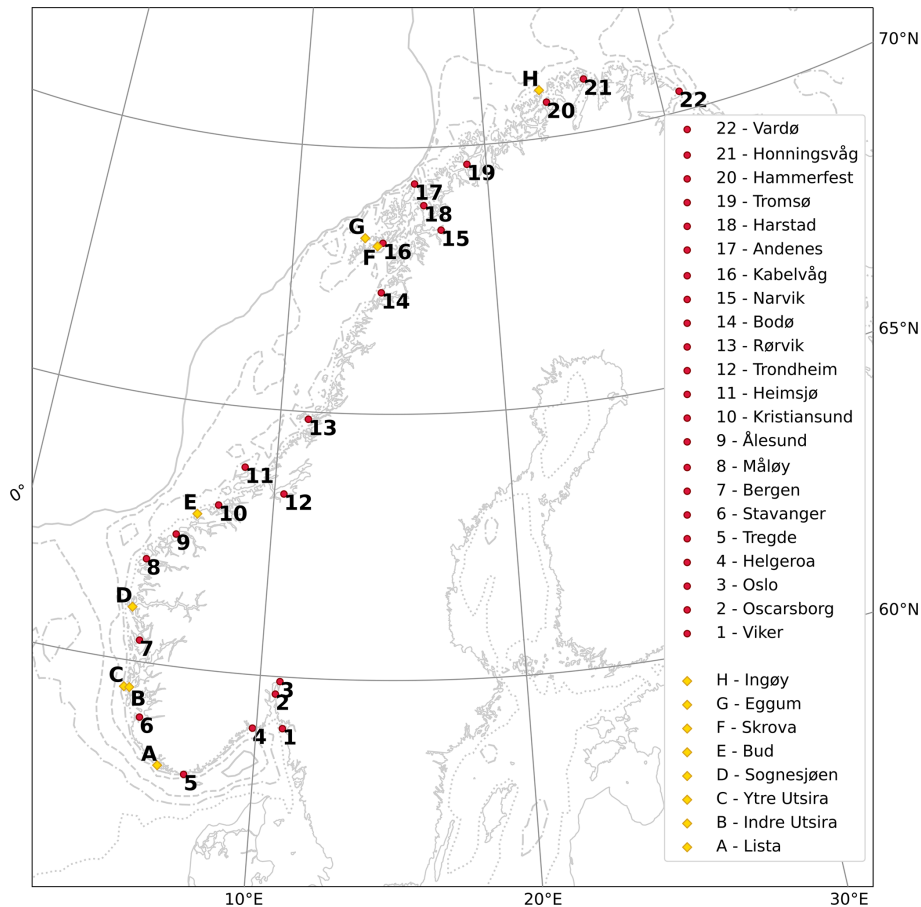 70°N
H
21
20
22
22 - Vardø
21 - Honningsvåg
20 - Hammerfest
19 - Tromsø
18 - Harstad
17 - Andenes
16 - Kabelvåg
15 - Narvik
14 - Bodø
13 - Rørvik
12 - Trondheim
11 - Heimsjø
10 - Kristiansund
9 - Ålesund
8 - Måløy
7 - Bergen
6 - Stavanger
5 - Tregde
4 - Helgeroa
3 - Oslo
2 - Oscarsborg
1 - Viker
H - Ingøy
G - Eggum
F - Skrova
E - Bud
D - Sognesjøen
C - Ytre Utsira
B - Indre Utsira
A - Lista
19
17
18
G
15
16
F
14
65°N
13
11
0°
E
12
10
9
8
D
60°N
7
C
3
B
2
6
4
1
A
5
10°E
20°E
30°E